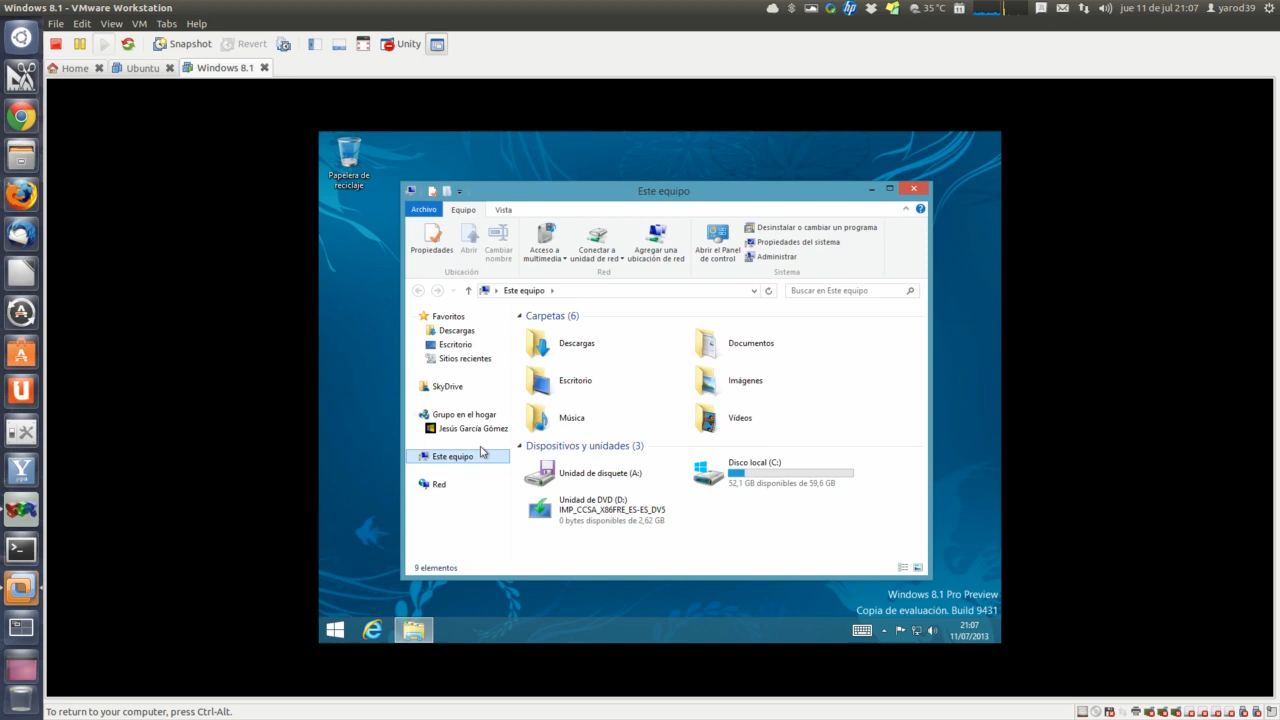 Windows 8.1 - VMware Workstation
35 °C
jue 11 de jul 21:07
yarod39
File Edit View VM Tabs Help
Snapshot Revert Unity
Home Ubuntu Windows 8.1
Papelera de
reciclaje
Este equipo
Archivo Equipo Vista
Propiedades
Abrir
Cambiar
nombre
Ubicación
Acceso a
multimedia
Conectar a
unidad de red
Agregar una
ubicación de red
Red
Abrir el Panel
de control
Desinstalar o cambiar un programa
Propiedades del sistema
Administrar
Sistema
Este equipo
Buscar en Este equipo
Favoritos
Descargas
Escritorio
Sitios recientes
SkyDrive
Grupo en el hogar
Jesús García Gómez
Este equipo
Red
Carpetas (6)
Descargas
Documentos
Escritorio
Imágenes
Música
Vídeos
Dispositivos y unidades (3)
Unidad de disquete (A:)
Disco local (C:)
52,1 GB disponibles de 59,6 GB
Unidad de DVD (D:)
IMP_CCSA_X86FRE_ES-ES_DV5
0 bytes disponibles de 2,62 GB
9 elementos
Windows 8.1 Pro Preview
Copia de evaluación. Build 9431
21:07
11/07/2013
To return to your computer, press Ctrl-Alt.